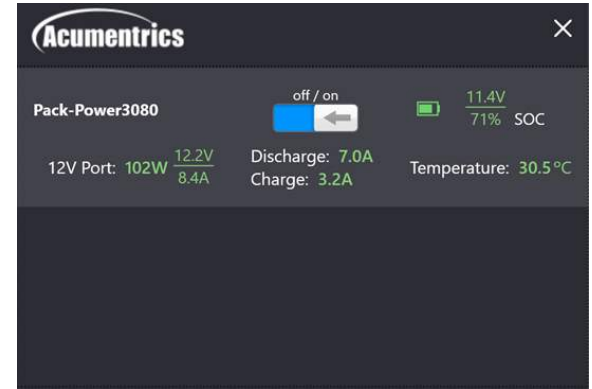 Acumentrics
Pack-Power3080
off / on
11.4V
71% SOC
12V Port: 102W 12.2V
8.4A
Discharge: 7.0A
Charge: 3.2A
Temperature: 30.5°C